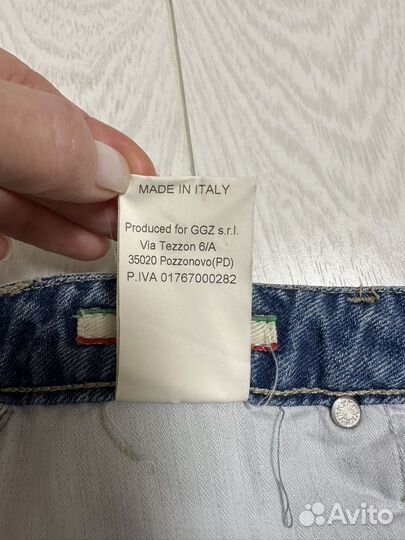 MADE IN ITALY
Produced for GGZ s.r.l.
Via Tezzon 6/A
35020 Pozzonovo(PD)
P.IVA 01767000282
Avito